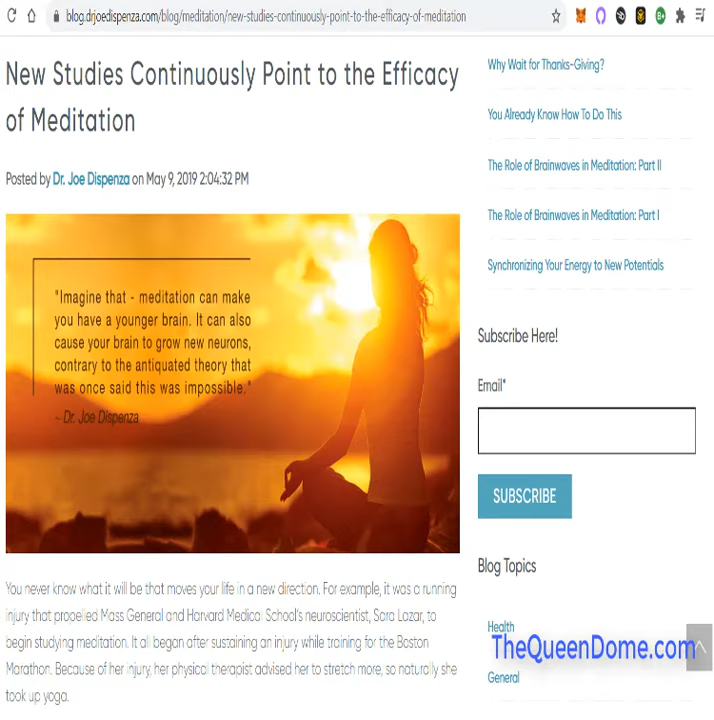 blog.drjoedispenza.com/blog/meditation/new-studies-continuously-point-to-the-efficacy-of-meditation
New Studies Continuously Point to the Efficacy
of Meditation
Posted by Dr. Joe Dispenza on May 9, 2019 2:04:32 PM
"Imagine that - meditation can make
you have a younger brain. It can also
cause your brain to grow new neurons,
contrary to the antiquated theory that
was once said this was impossible."
~ Dr. Joe Dispenza
You never know what it will be that moves your life in a new direction. For example, it was a running
injury that propelled Mass General and Harvard Medical School's neuroscientist, Sara Lazar, to
begin studying meditation. It all began after sustaining an injury while training for the Boston
Marathon. Because of her injury, her physical therapist advised her to stretch more, so naturally she
took up yoga.
Why Wait for Thanks-Giving?
You Already Know How To Do This
The Role of Brainwaves in Meditation: Part II
The Role of Brainwaves in Meditation: Part I
Synchronizing Your Energy to New Potentials
Subscribe Here!
Email*
SUBSCRIBE
Blog Topics
Health
TheQueenDome.com
General